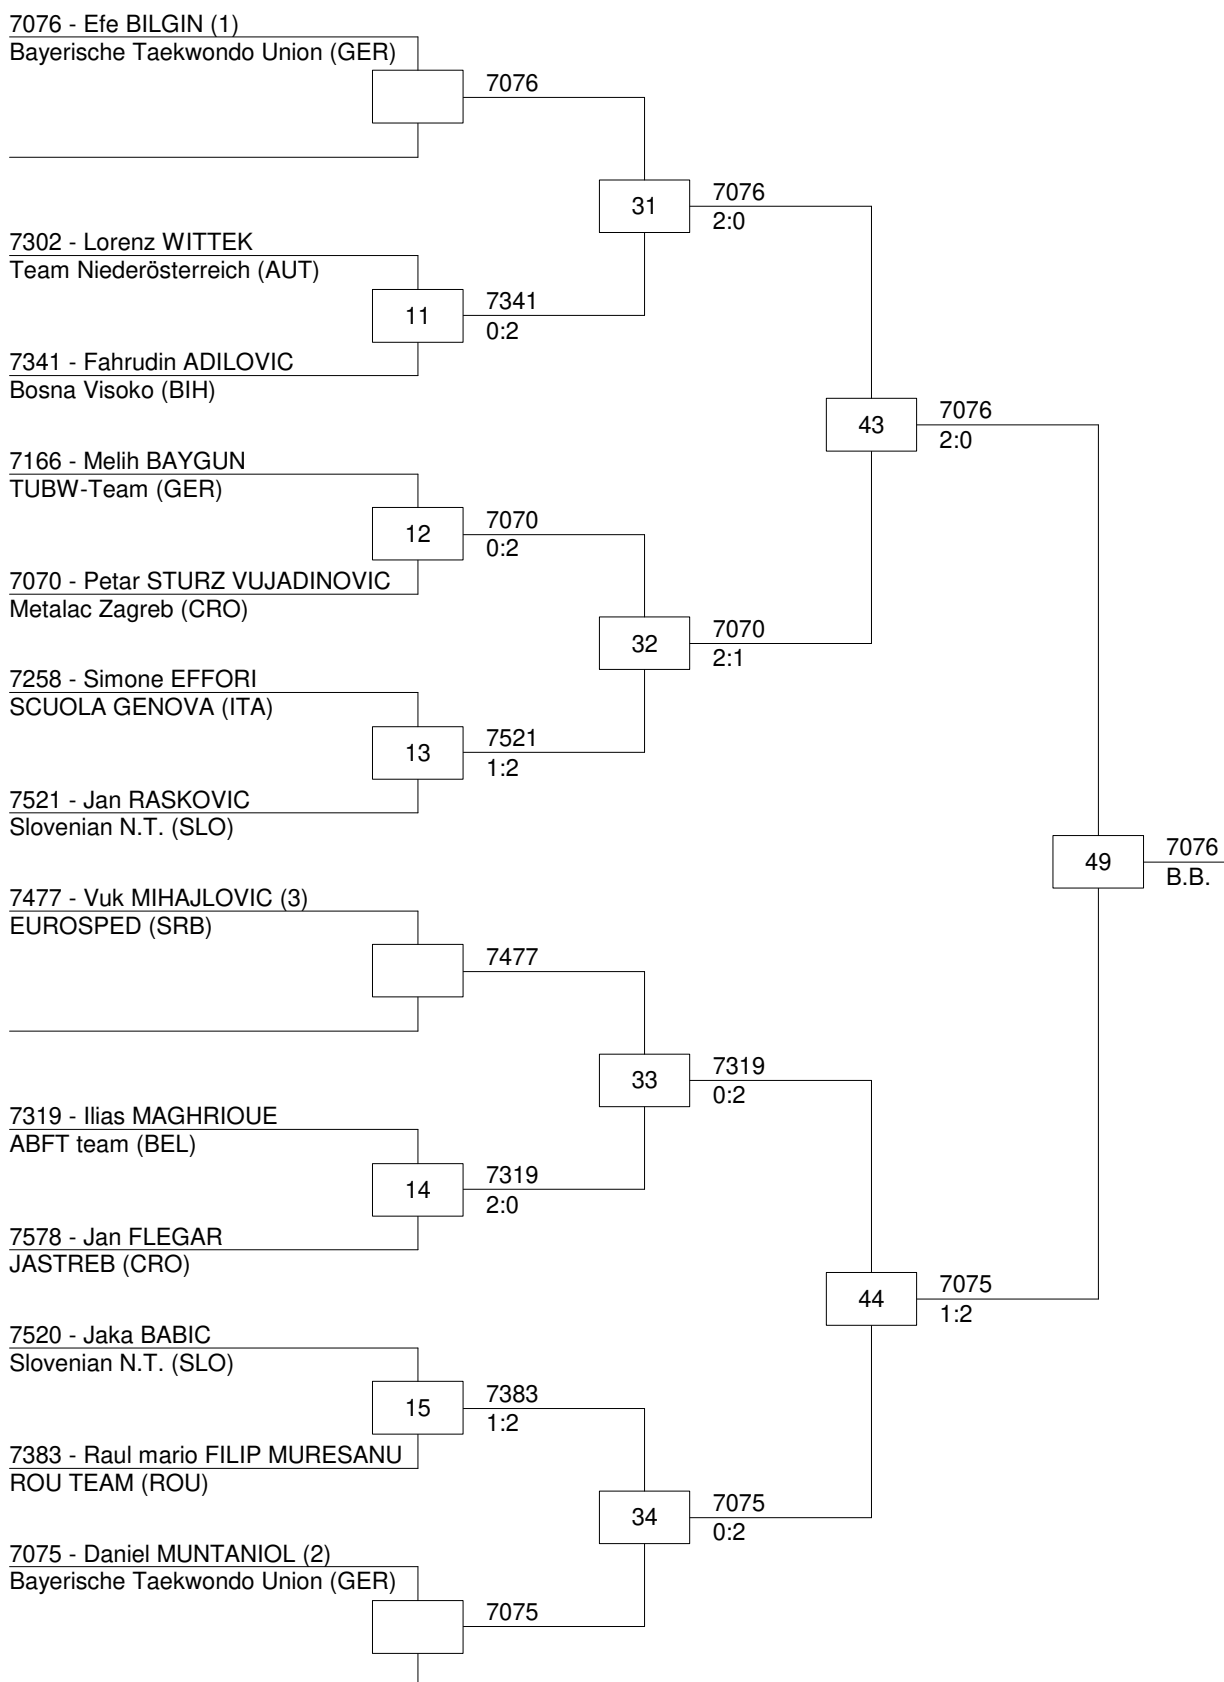 7076 - Efe BILGIN (1)
Bayerische Taekwondo Union (GER)
7076
31
7076
2:0
7302 - Lorenz WITTEK
Team Niederösterreich (AUT)
11
7341
0:2
7341 - Fahrudin ADILOVIC
Bosna Visoko (BIH)
43
7076
2:0
7166 - Melih BAYGUN
TUBW-Team (GER)
12
7070
0:2
7070 - Petar STURZ VUJADINOVIC
Metalac Zagreb (CRO)
32
7070
2:1
7258 - Simone EFFORI
SCUOLA GENOVA (ITA)
13
7521
1:2
7521 - Jan RASKOVIC
Slovenian N.T. (SLO)
49
7076
B.B.
7477 - Vuk MIHAJLOVIC (3)
EUROSPED (SRB)
7477
33
7319
0:2
7319 - Ilias MAGHRIOUE
ABFT team (BEL)
14
7319
2:0
7578 - Jan FLEGAR
JASTREB (CRO)
44
7075
1:2
7520 - Jaka BABIC
Slovenian N.T. (SLO)
15
7383
1:2
7383 - Raul mario FILIP MURESANU
ROU TEAM (ROU)
34
7075
0:2
7075 - Daniel MUNTANIOL (2)
Bayerische Taekwondo Union (GER)
7075